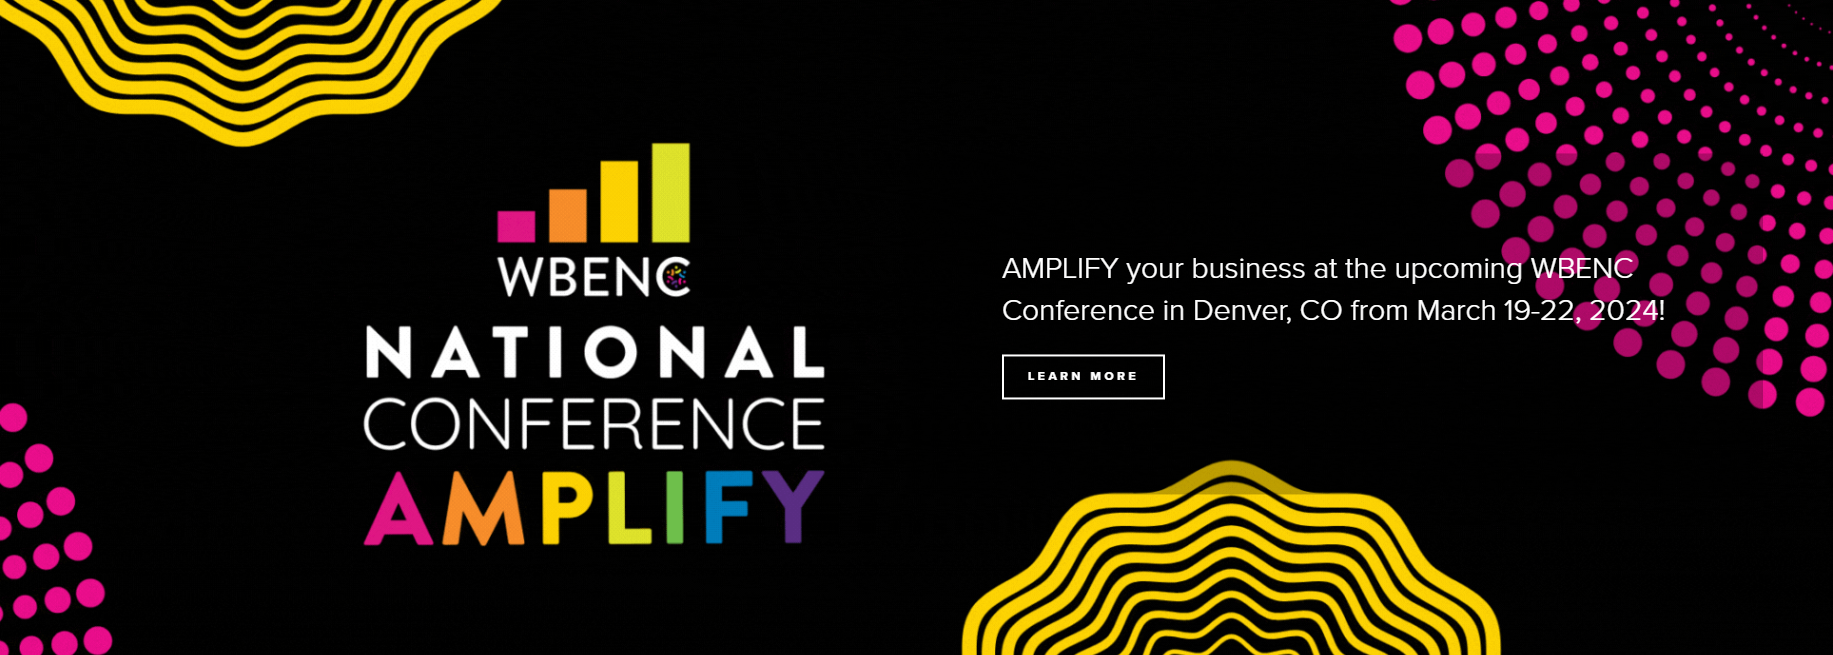 WBENC
NATIONAL
CONFERENCE
AMPLIFY
AMPLIFY your business at the upcoming WBENC
Conference in Denver, CO from March 19-22, 2024!
LEARN MORE